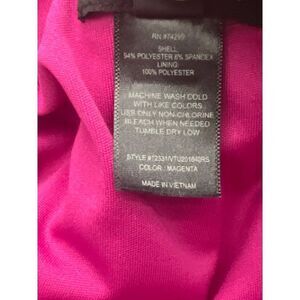 RN #74299
SHELL:
94% POLYESTER 6% SPANDEX
LINING:
100% POLYESTER
MACHINE WASH COLD
WITH LIKE COLORS
USE ONLY NON-CHLORINE
BLEACH WHEN NEEDED
TUMBLE DRY LOW
COLOR: MAGENTA
MADE IN VIETNAM